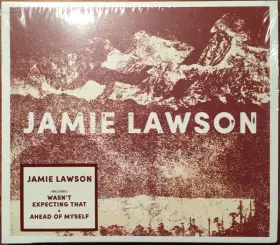 JAMIE LAWSON
JAMIE LAWSON
-INCLUDES-
WASN'T
EXPECTING THAT
+
AHEAD OF MYSELF